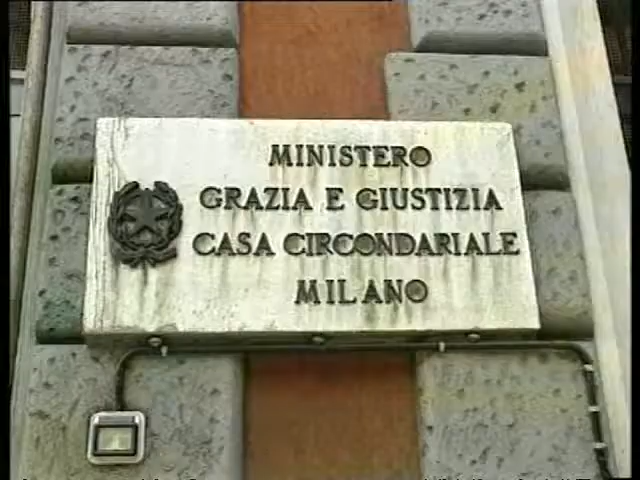 MINISTERO
GRAZIA E GIUSTIZIA
CASA CIRCONDARIALE
MILANO